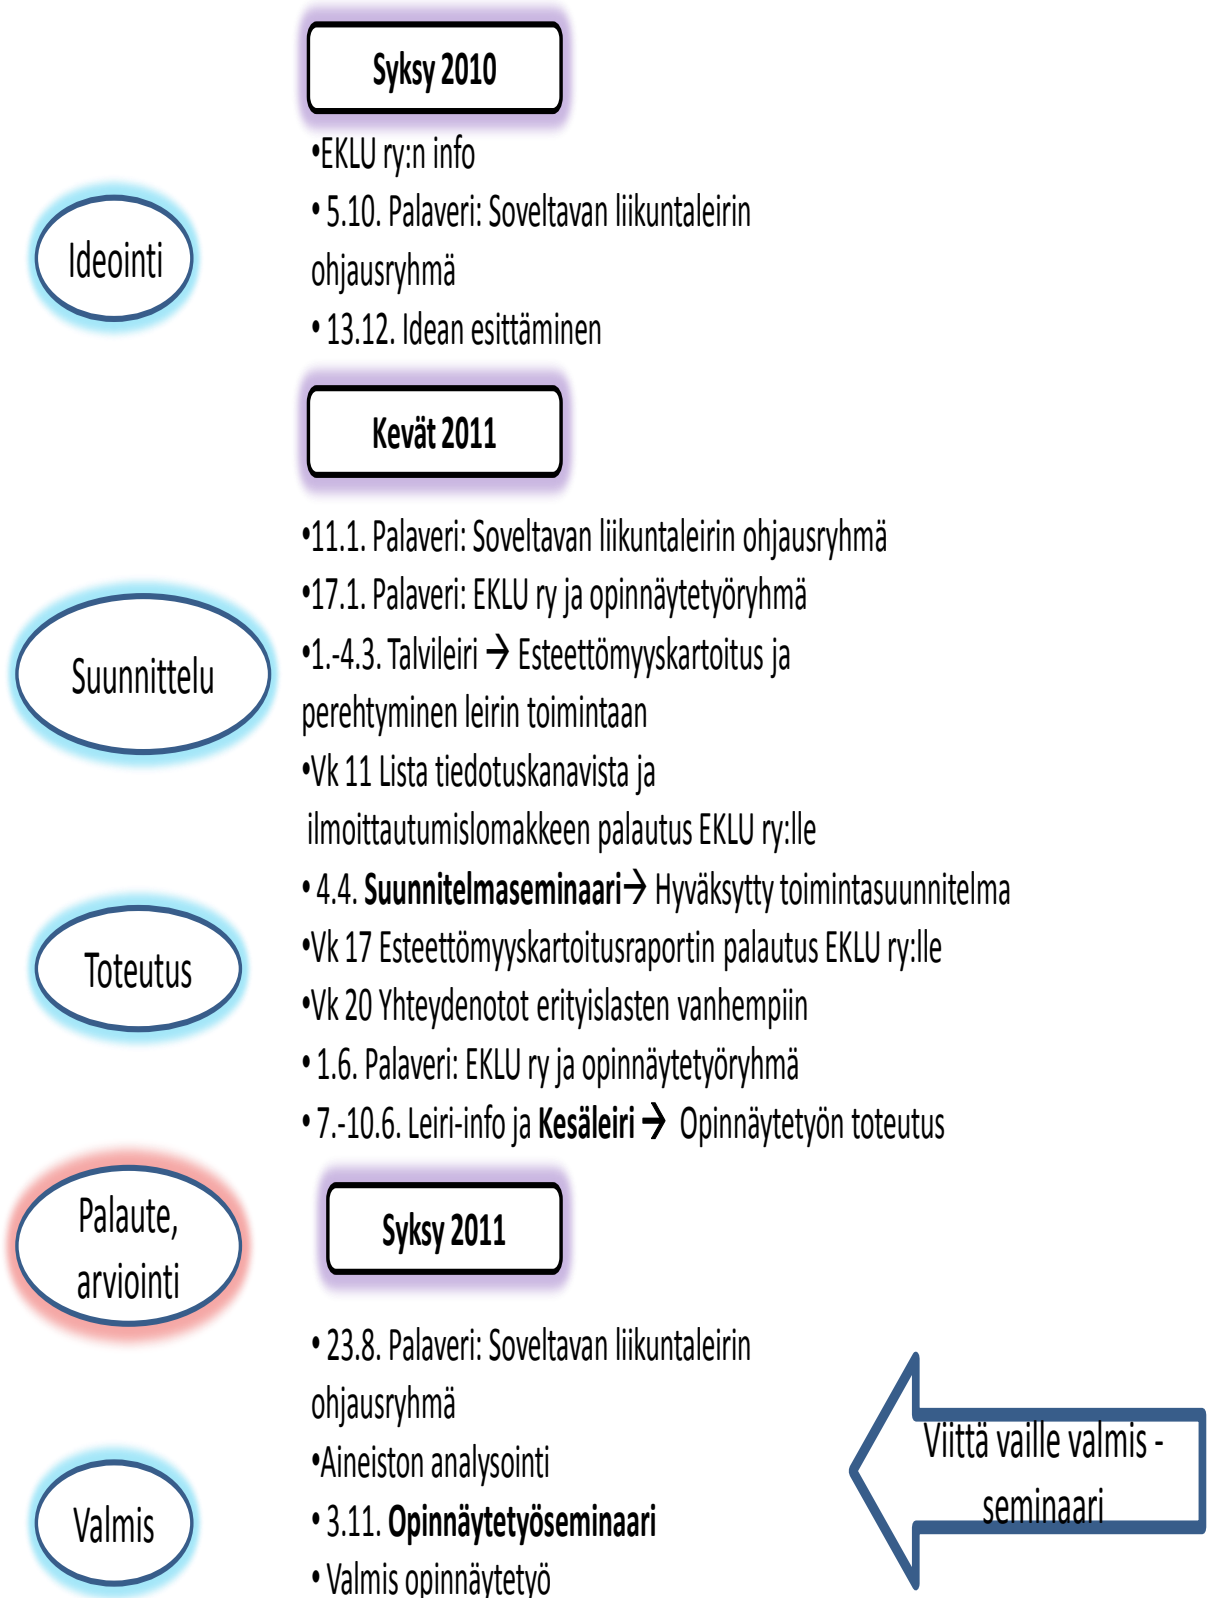 Syksy 2010
•EKLU ry:n info
• 5.10. Palaveri: Soveltavan liikuntaleirin
ohjausryhmä
• 13.12. Idean esittäminen
Ideointi
Kevät 2011
•11.1. Palaveri: Soveltavan liikuntaleirin ohjausryhmä
•17.1. Palaveri: EKLU ry ja opinnäytetyöryhmä
•1.-4.3. Talvileiri → Esteettömyyskartoitus ja
perehtyminen leirin toimintaan
•Vk 11 Lista tiedotuskanavista ja
ilmoittautumislomakkeen palautus EKLU ry:lle
• 4.4. Suunnitelmaseminaari→ Hyväksytty toimintasuunnitelma
•Vk 17 Esteettömyyskartoitusraportin palautus EKLU ry:lle
•Vk 20 Yhteydenotot erityislasten vanhempiin
• 1.6. Palaveri: EKLU ry ja opinnäytetyöryhmä
• 7.-10.6. Leiri-info ja Kesäleiri → Opinnäytetyön toteutus
Suunnittelu
Toteutus
Palaute,
arviointi
Syksy 2011
• 23.8. Palaveri: Soveltavan liikuntaleirin
ohjausryhmä
•Aineiston analysointi
• 3.11. Opinnäytetyöseminaari
• Valmis opinnäytetyö
Valmis
Viittä vaille valmis -
seminaari